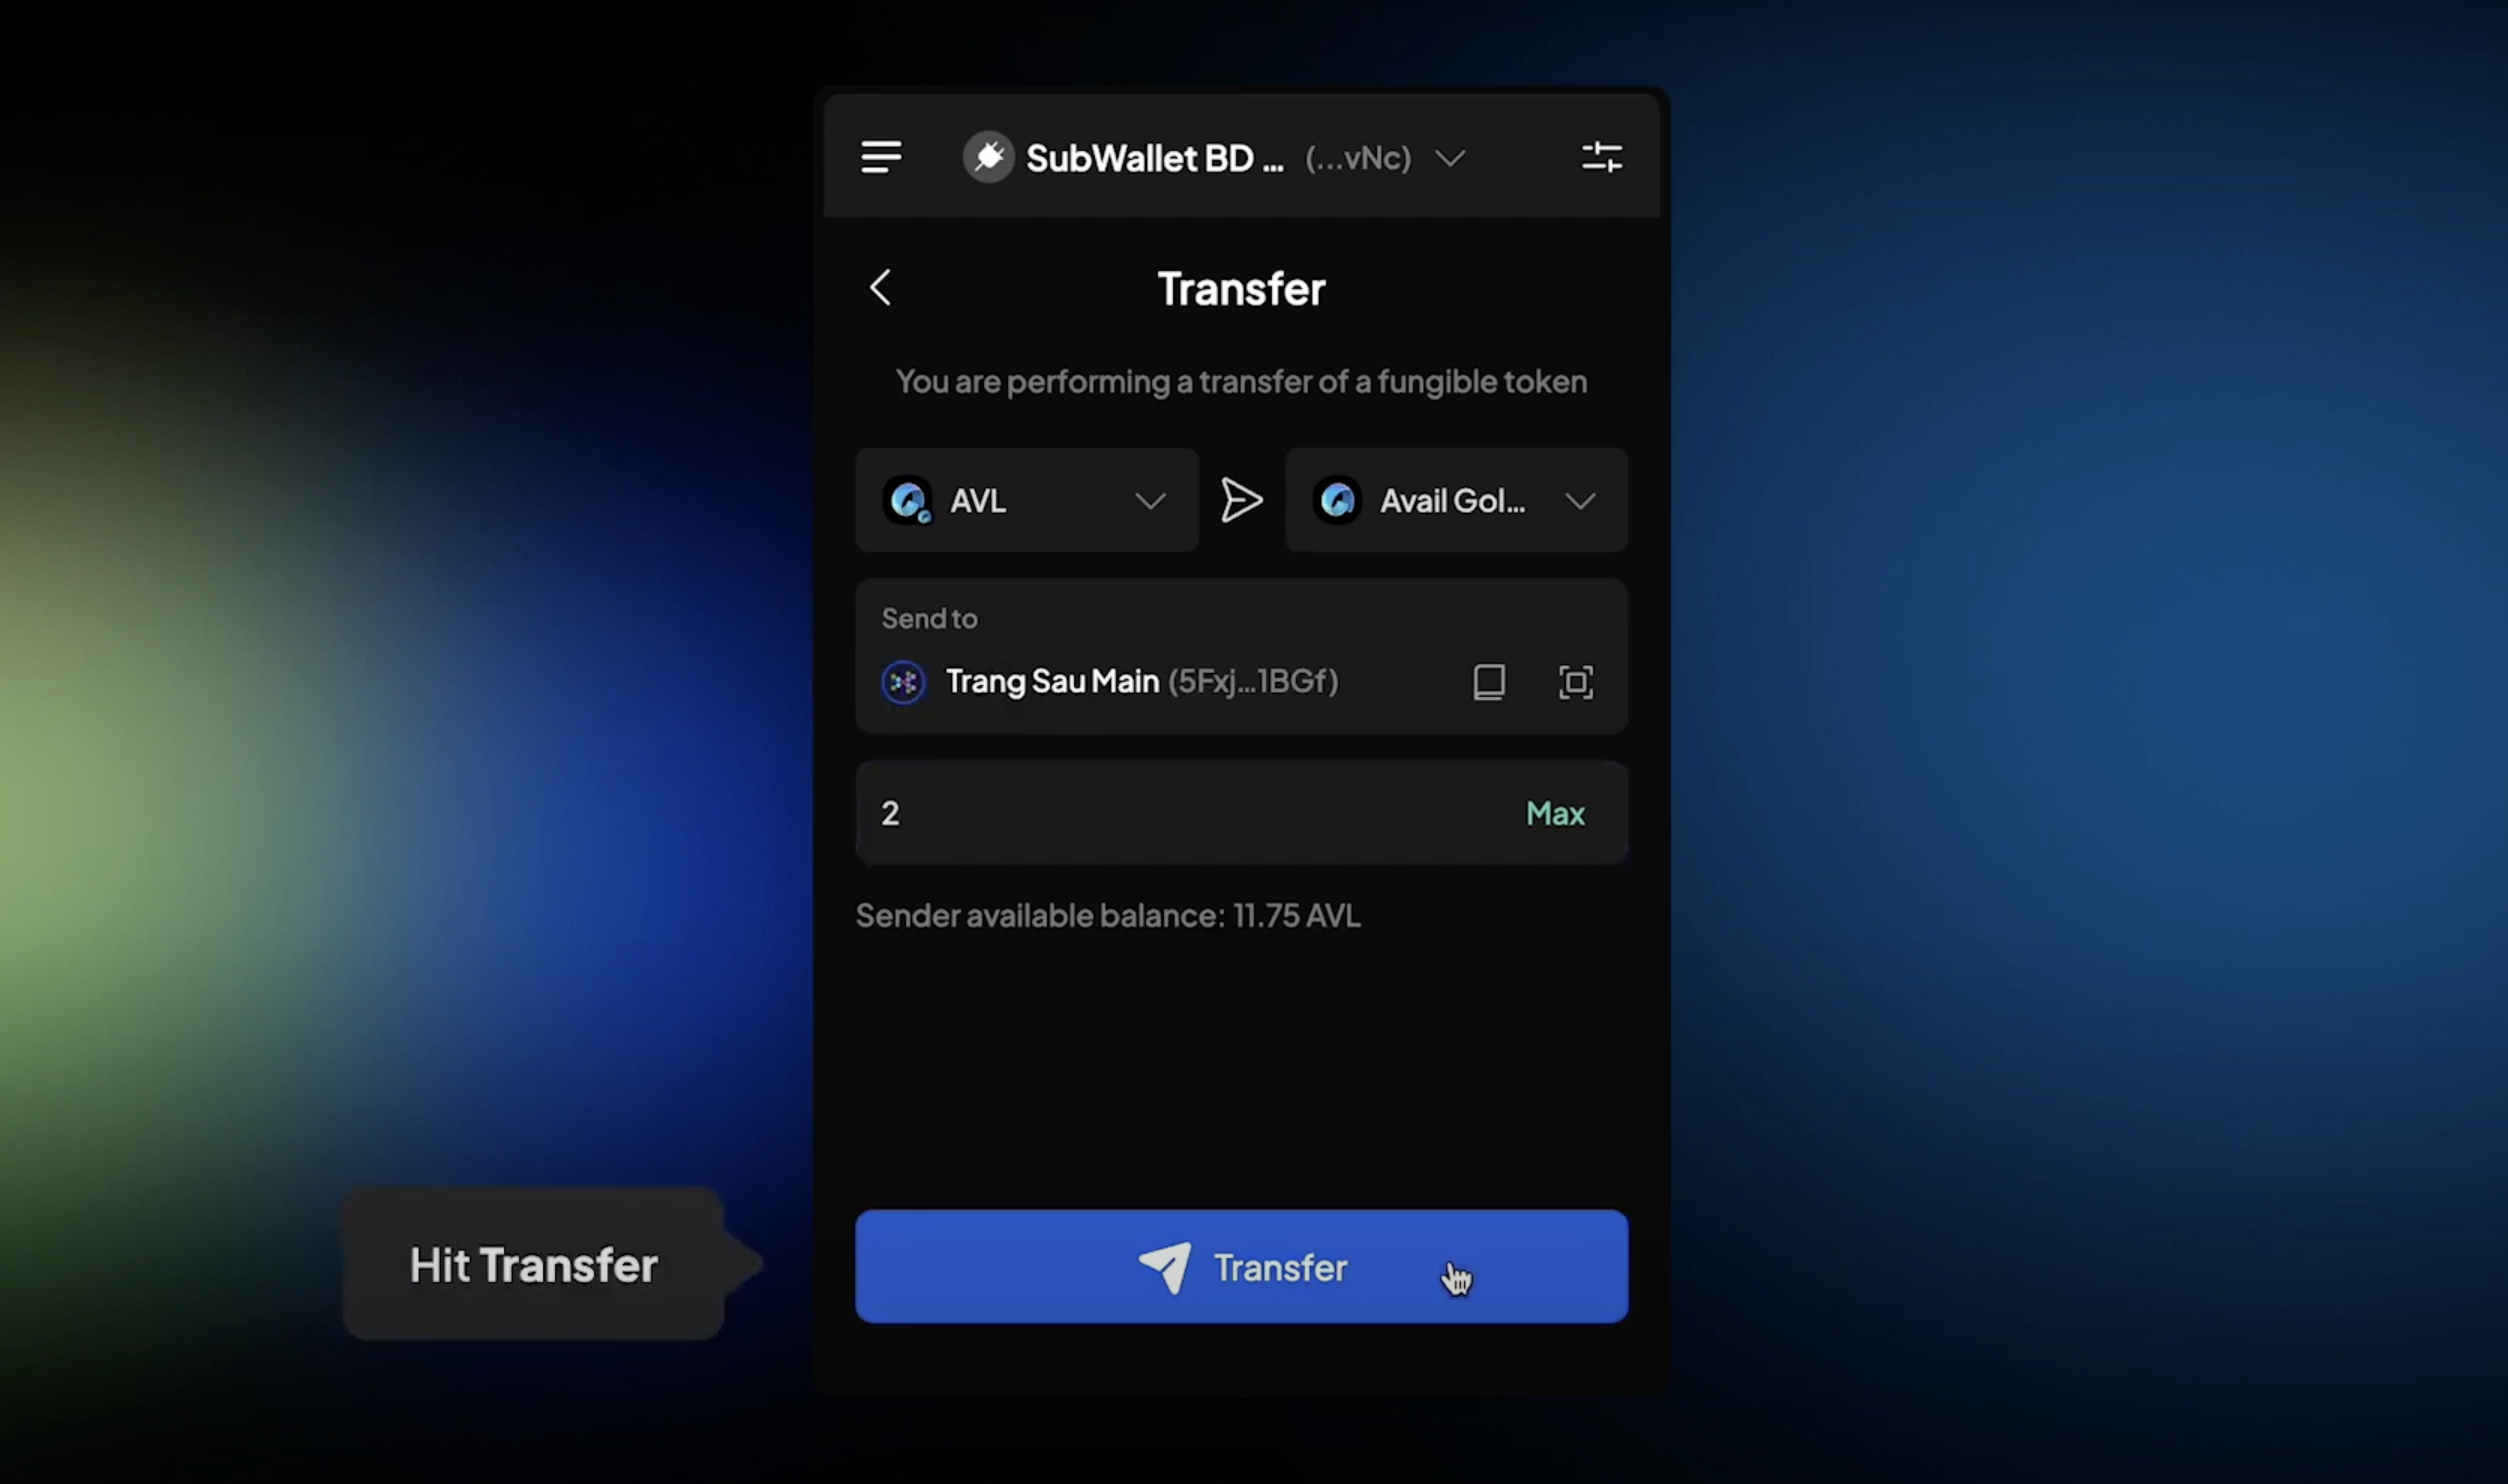 SubWallet BD ... (...vNc)
Transfer
You are performing a transfer of a fungible token
AVL
Avail Gol...
Send to
Trang Sau Main (5Fxj...1BGf)
2
Max
Sender available balance: 11.75 AVL
Hit Transfer
Transfer